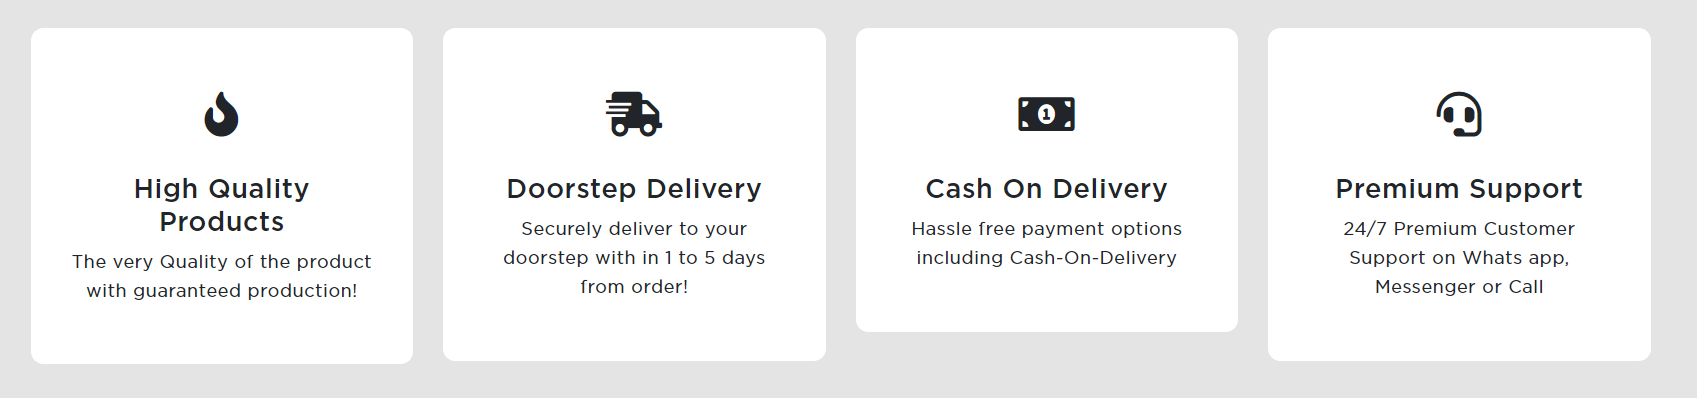 High Quality
Products
The very Quality of the product
with guaranteed production!
Doorstep Delivery
Securely deliver to your
doorstep with in 1 to 5 days
from order!
1
Cash On Delivery
Hassle free payment options
including Cash-On-Delivery
Premium Support
24/7 Premium Customer
Support on Whats app,
Messenger or Call